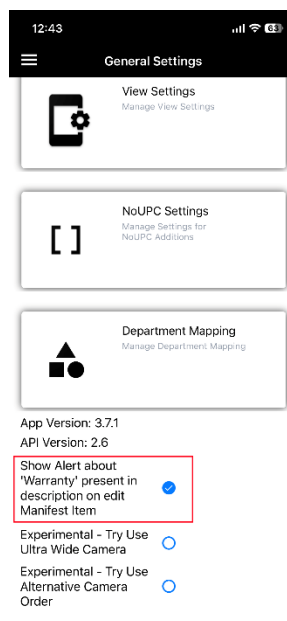 12:43
63
General Settings
View Settings
Manage View Settings
NoUPC Settings
Manage Settings for
NoUPC Additions
Department Mapping
Manage Department Mapping
App Version: 3.7.1
API Version: 2.6
Show Alert about
'Warranty' present in
description on edit
Manifest Item
Experimental - Try Use
Ultra Wide Camera
Experimental - Try Use
Alternative Camera
Order